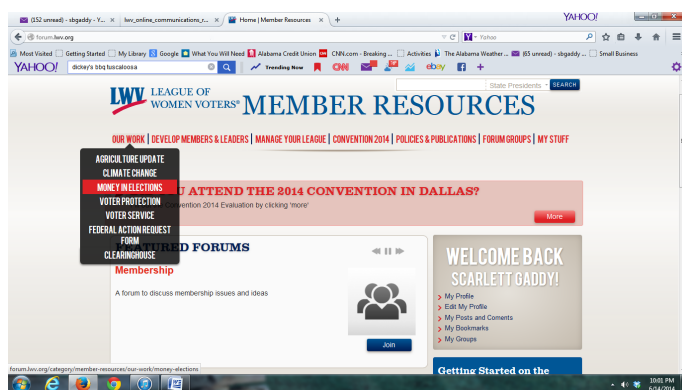 (152 unread) - sbgaddy - Y...
lwv_online_communications_r...
Home | Member Resources
YAHOO!
forum.lwv.org
Yahoo
Most Visited
Getting Started
My Library
Google
What You Will Need
Alabama Credit Union
CNN.com - Breaking ...
Activities
The Alabama Weather ...
(65 unread) - sbgaddy ...
Small Business
YAHOO!
dickey's bbq tuscaloosa
Trending Now
CNN
ebay
State Presidents
SEARCH
LWV
LEAGUE OF
WOMEN VOTERS®
MEMBER RESOURCES
OUR WORK | DEVELOP MEMBERS & LEADERS | MANAGE YOUR LEAGUE | CONVENTION 2014 | POLICIES & PUBLICATIONS | FORUM GROUPS | MY STUFF
AGRICULTURE UPDATE
CLIMATE CHANGE
MONEY IN ELECTIONS
VOTER PROTECTION
VOTER SERVICE
FEDERAL ACTION REQUEST
FORM
CLEARINGHOUSE
U ATTEND THE 2014 CONVENTION IN DALLAS?
Convention 2014 Evaluation by clicking 'more'
More
FEATURED FORUMS
Membership
A forum to discuss membership issues and ideas
Join
WELCOME BACK
SCARLETT GADDY!
My Profile
Edit My Profile
My Posts and Coments
My Bookmarks
My Groups
Getting Started on the
forum.lwv.org/category/member-resources/our-work/money-elections
10:01 PM
6/14/2014